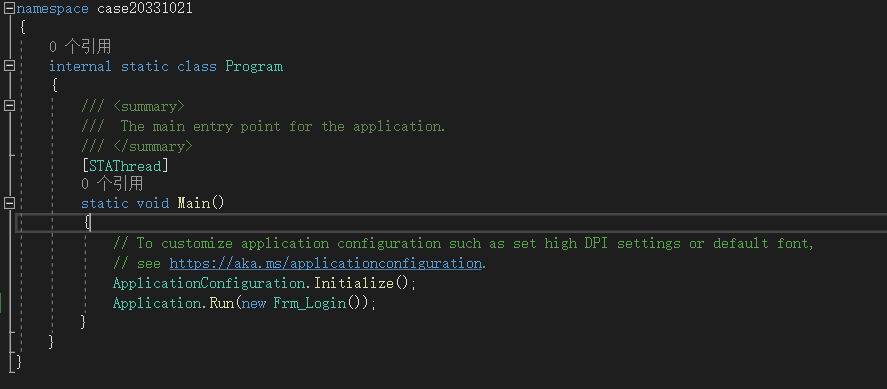 namespace case20331021
{
0 个引用
internal static class Program
{
/// <summary>
///  The main entry point for the application.
/// </summary>
[STAThread]
0 个引用
static void Main()
{
// To customize application configuration such as set high DPI settings or default font,
// see https://aka.ms/applicationconfiguration.
ApplicationConfiguration.Initialize();
Application.Run(new Frm_Login());
}
}
}